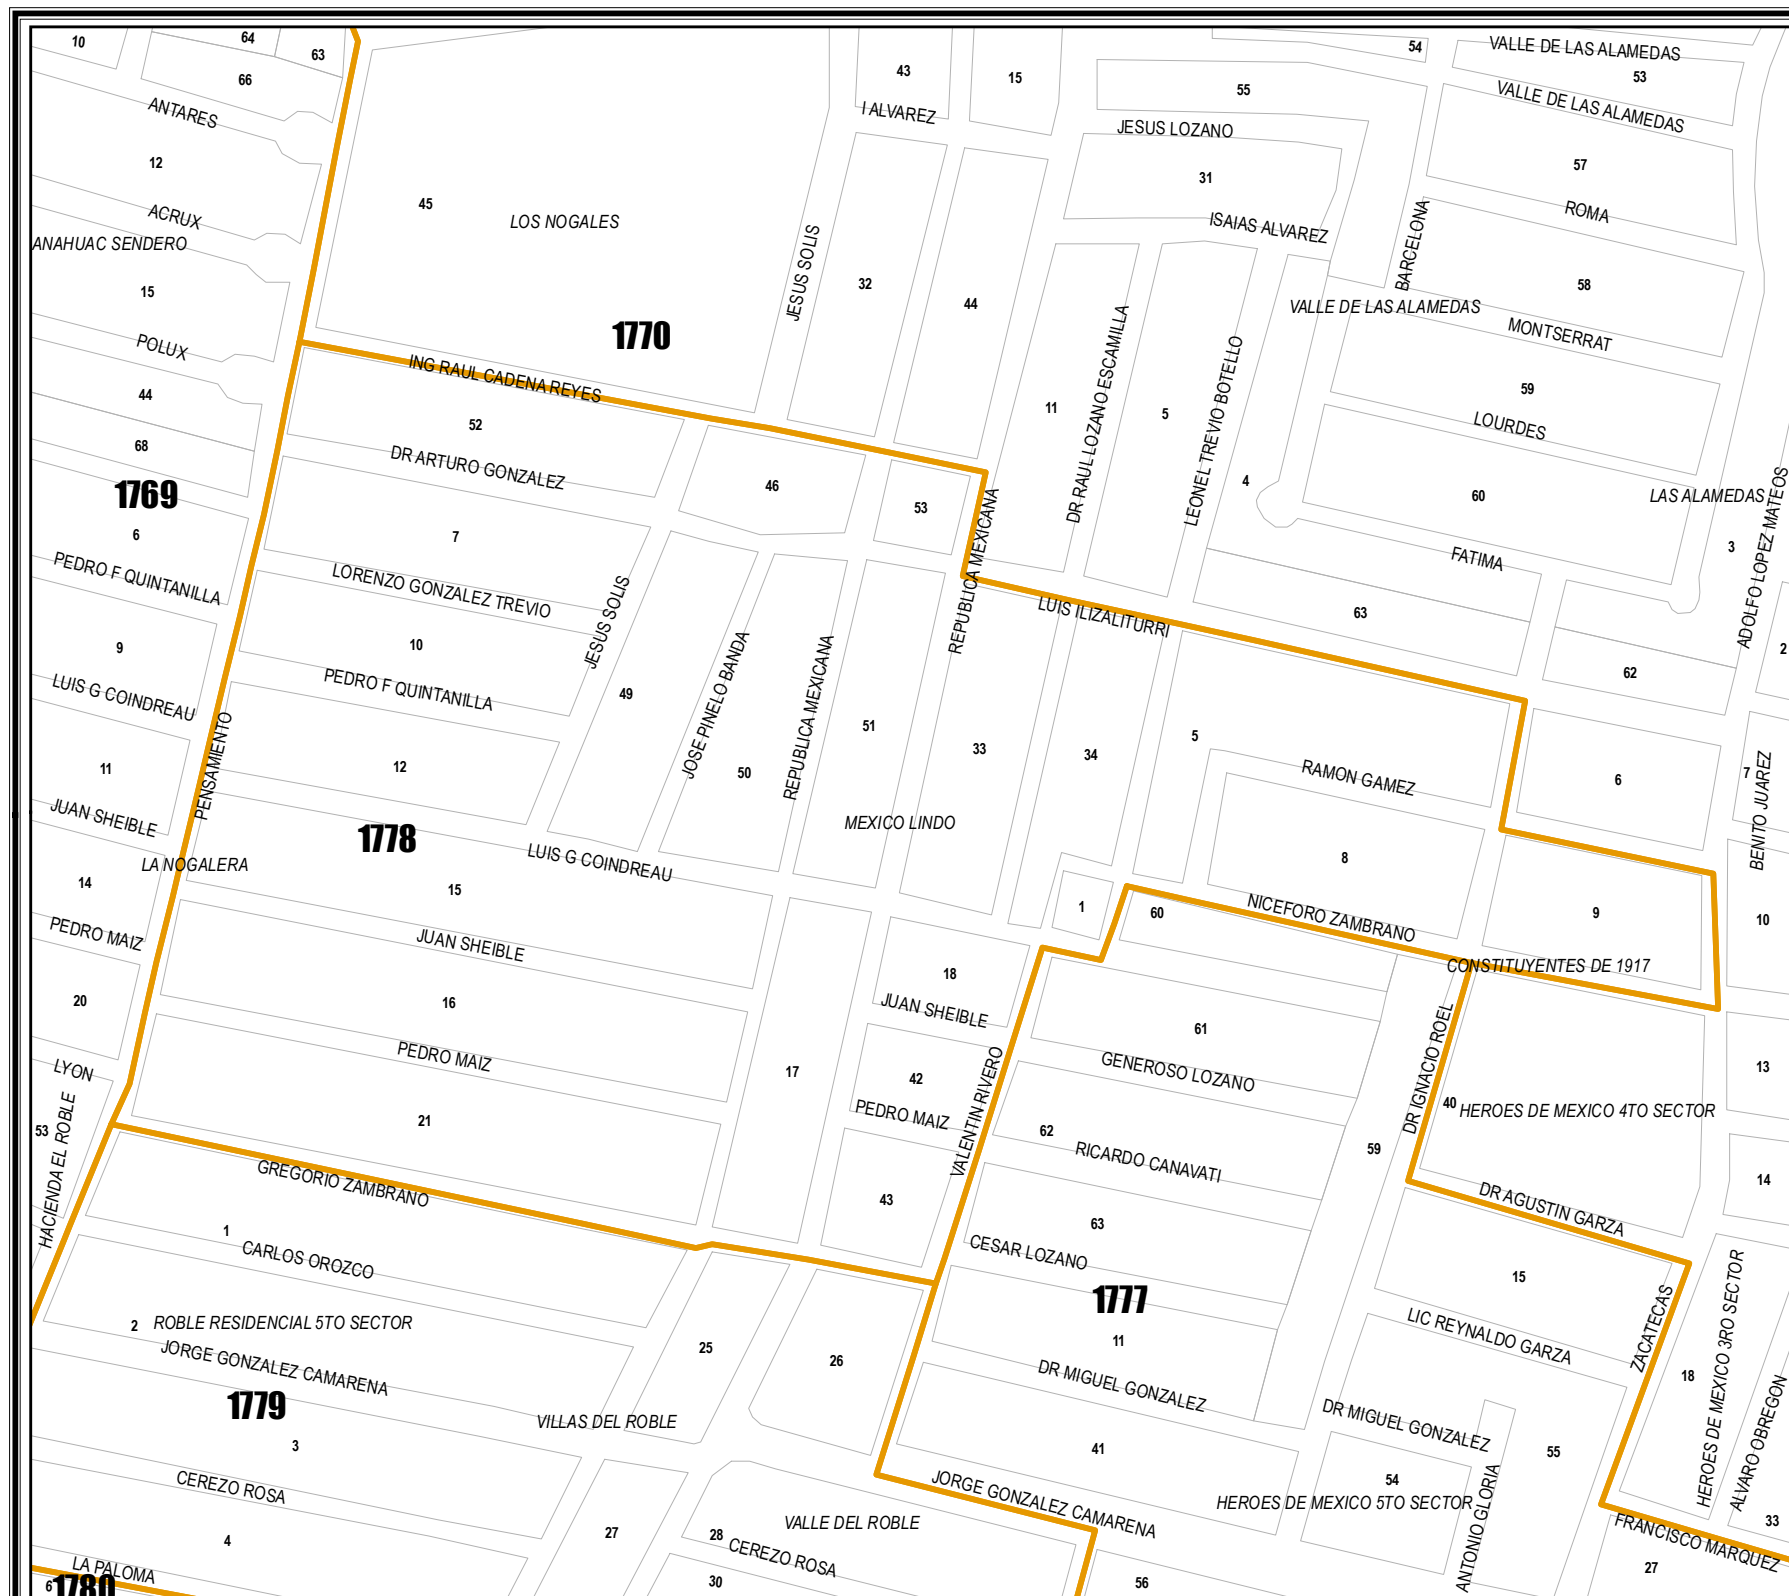 10
64
63
66
43
15
54
VALLE DE LAS ALAMEDAS
53
55
VALLE DE LAS ALAMEDAS
ANTARES
I ALVAREZ
JESUS LOZANO
12
57
31
45
ACRUX
LOS NOGALES
ROMA
ISAIAS ALVAREZ
ANAHUAC SENDERO
BARCELONA
JESUS SOLIS
15
32
44
58
VALLE DE LAS ALAMEDAS
MONTSERRAT
1770
POLUX
ING RAUL CADENA REYES
44
59
52
11
5
LOURDES
DR RAUL LOZANO ESCAMILLA
LEONEL TREVIO BOTELLO
68
DR ARTURO GONZALEZ
46
4
1769
53
60
LAS ALAMEDAS
6
7
REPUBLICA MEXICANA
3
ADOLFO LOPEZ MATEOS
FATIMA
PEDRO F QUINTANILLA
LORENZO GONZALEZ TREVIO
LUIS ILIZALITURRI
63
JESUS SOLIS
9
10
2
62
JOSE PINELO BANDA
REPUBLICA MEXICANA
LUIS G COINDREAU
PEDRO F QUINTANILLA
49
51
33
34
5
PENSAMIENTO
11
12
50
RAMON GAMEZ
6
7
BENITO JUAREZ
JUAN SHEIBLE
1778
MEXICO LINDO
LA NOGALERA
LUIS G COINDREAU
8
14
15
1
60
NICEFORO ZAMBRANO
9
10
PEDRO MAIZ
JUAN SHEIBLE
CONSTITUYENTES DE 1917
18
20
16
JUAN SHEIBLE
61
DR IGNACIO ROEL
PEDRO MAIZ
GENEROSO LOZANO
LYON
17
42
13
VALENTIN RIVERO
40
HEROES DE MEXICO 4TO SECTOR
53
21
PEDRO MAIZ
62
RICARDO CANAVATI
59
HACIENDA EL ROBLE
GREGORIO ZAMBRANO
43
14
DR AGUSTIN GARZA
1
63
CARLOS OROZCO
CESAR LOZANO
15
1777
ZACATECAS
HEROES DE MEXICO 3RO SECTOR
2
ROBLE RESIDENCIAL 5TO SECTOR
LIC REYNALDO GARZA
25
26
11
JORGE GONZALEZ CAMARENA
18
DR MIGUEL GONZALEZ
1779
DR MIGUEL GONZALEZ
ALVARO OBREGON
VILLAS DEL ROBLE
3
41
55
54
CEREZO ROSA
JORGE GONZALEZ CAMARENA
HEROES DE MEXICO 5TO SECTOR
ANTONIO GLORIA
VALLE DEL ROBLE
33
27
28
FRANCISCO MARQUEZ
4
CEREZO ROSA
27
LA PALOMA
30
56
6
1780